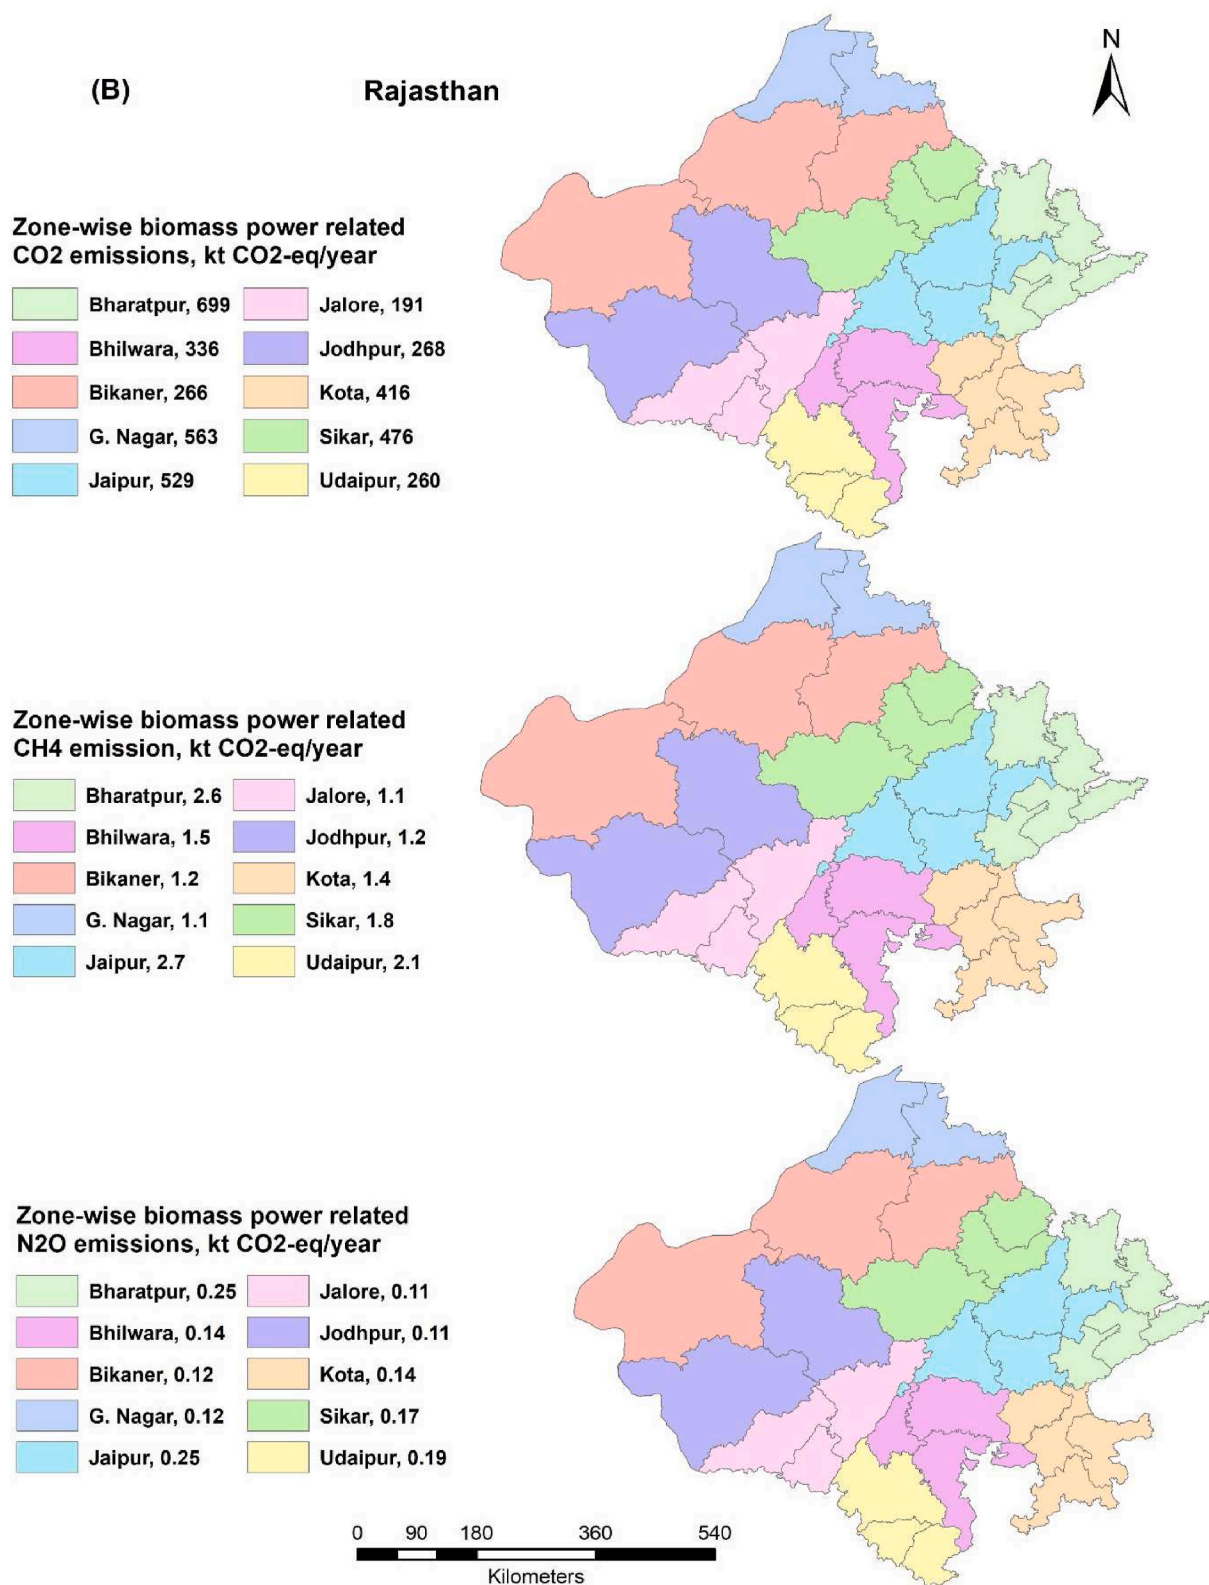 (B)
Rajasthan
N
Zone-wise biomass power related
CO2 emissions, kt CO2-eq/year
Bharatpur, 699
Jalore, 191
Bhilwara, 336
Jodhpur, 268
Bikaner, 266
Kota, 416
G. Nagar, 563
Sikar, 476
Jaipur, 529
Udaipur, 260
Zone-wise biomass power related
CH4 emission, kt CO2-eq/year
Bharatpur, 2.6
Jalore, 1.1
Bhilwara, 1.5
Jodhpur, 1.2
Bikaner, 1.2
Kota, 1.4
G. Nagar, 1.1
Sikar, 1.8
Jaipur, 2.7
Udaipur, 2.1
Zone-wise biomass power related
N2O emissions, kt CO2-eq/year
Bharatpur, 0.25
Jalore, 0.11
Bhilwara, 0.14
Jodhpur, 0.11
Bikaner, 0.12
Kota, 0.14
G. Nagar, 0.12
Sikar, 0.17
Jaipur, 0.25
Udaipur, 0.19
0 90 180 360 540
Kilometers